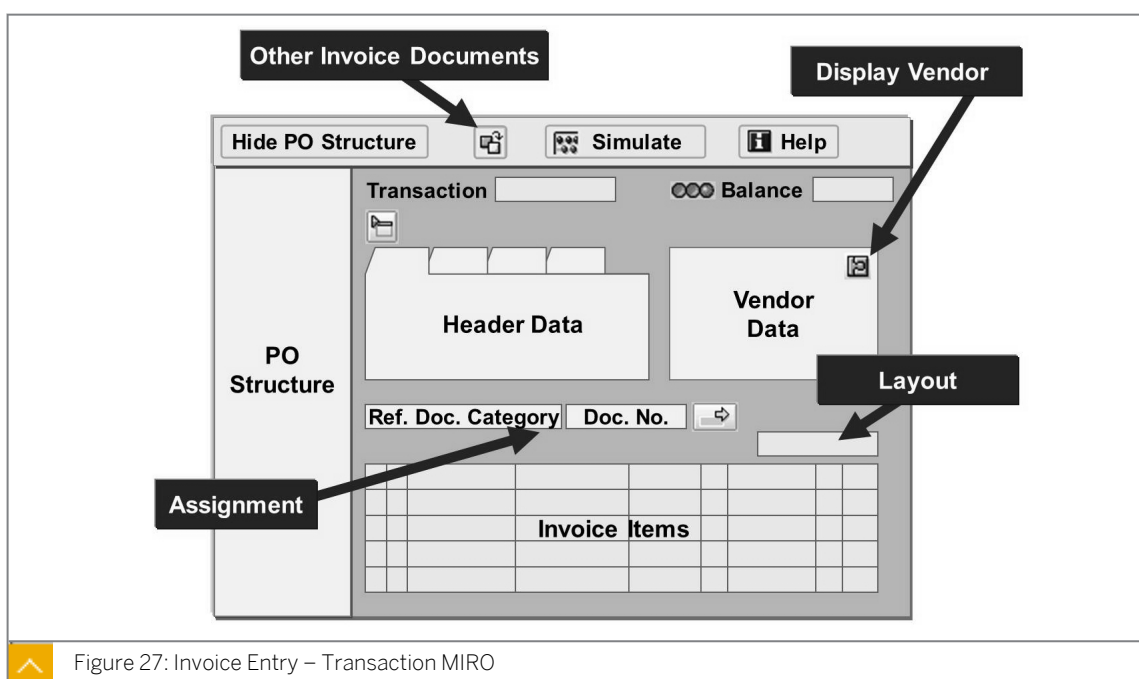 Other Invoice Documents
Display Vendor
Hide PO Structure
Simulate
Help
Transaction
Balance
Header Data
Vendor
Data
PO
Structure
Layout
Ref. Doc. Category
Doc. No.
Assignment
Invoice Items
Figure 27: Invoice Entry – Transaction MIRO